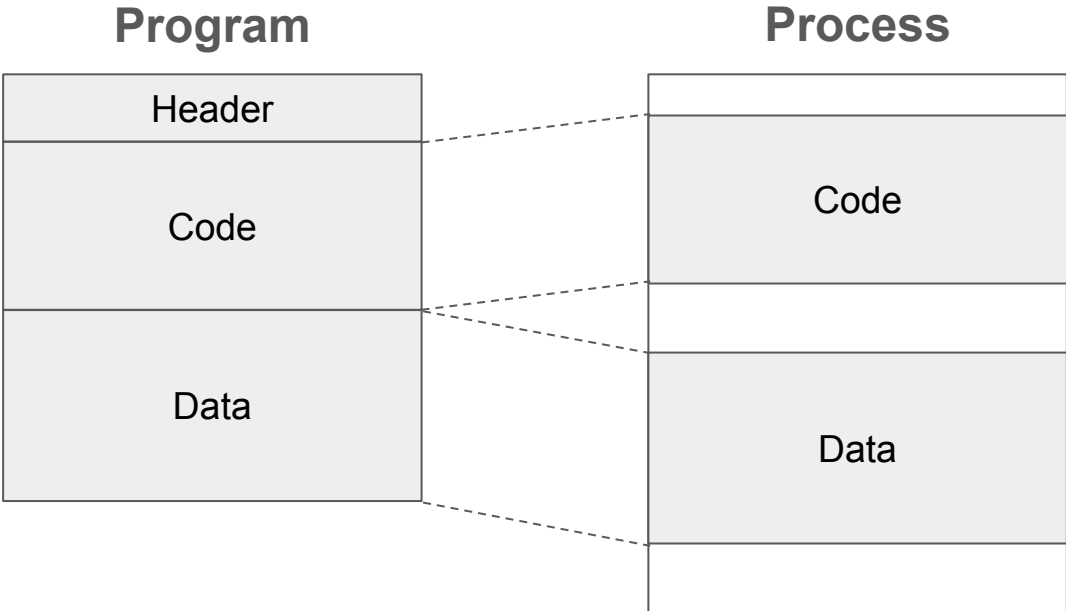 Program
Process
Header
Code
Code
Data
Data